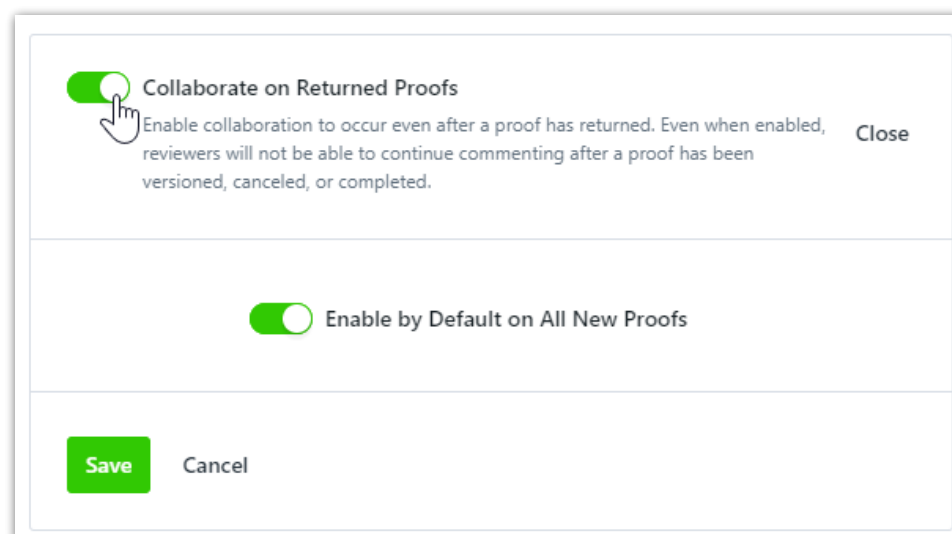 Collaborate on Returned Proofs
Enable collaboration to occur even after a proof has returned. Even when enabled,
reviewers will not be able to continue commenting after a proof has been
versioned, canceled, or completed.
Close
Enable by Default on All New Proofs
Save
Cancel